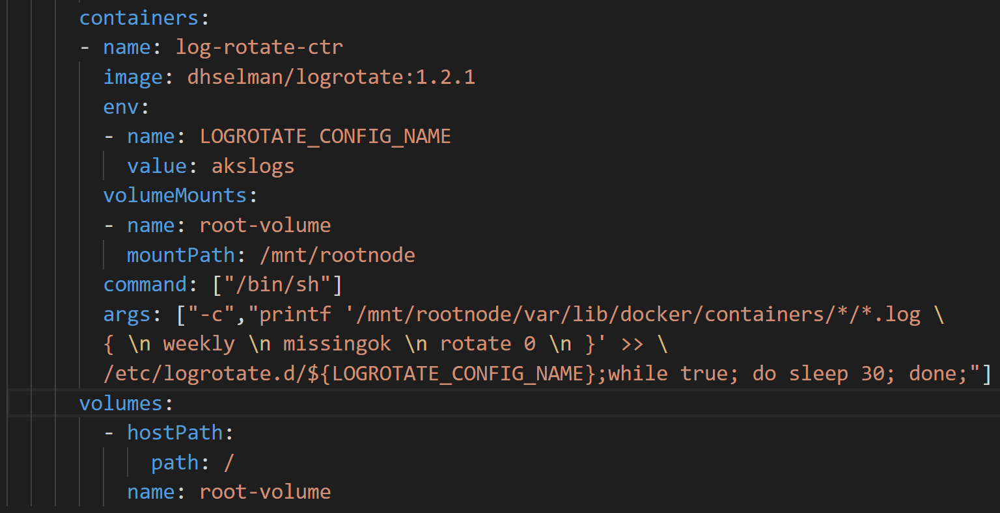 containers:
- name: log-rotate-ctr
image: dhselman/logrotate:1.2.1
env:
- name: LOGROTATE_CONFIG_NAME
value: akslogs
volumeMounts:
- name: root-volume
mountPath: /mnt/rootnode
command: ["/bin/sh"]
args: ["-c","printf '/mnt/rootnode/var/lib/docker/containers/*/*.log \
{ \n weekly \n missingok \n rotate 0 \n }' >> \
/etc/logrotate.d/${LOGROTATE_CONFIG_NAME};while true; do sleep 30; done;"]
volumes:
- hostPath:
path: /
name: root-volume